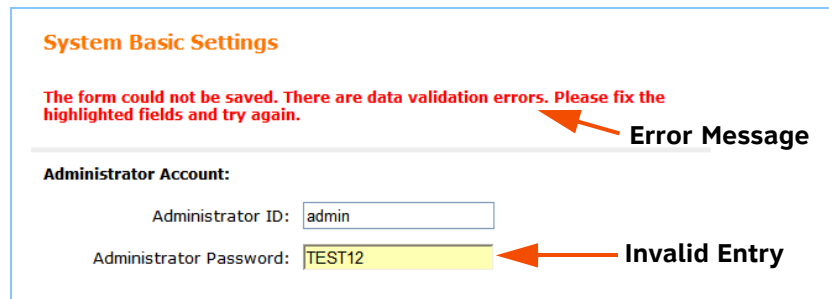 System Basic Settings
The form could not be saved. There are data validation errors. Please fix the
highlighted fields and try again.
Error Message
Administrator Account:
Administrator ID: admin
Administrator Password: TEST12
Invalid Entry